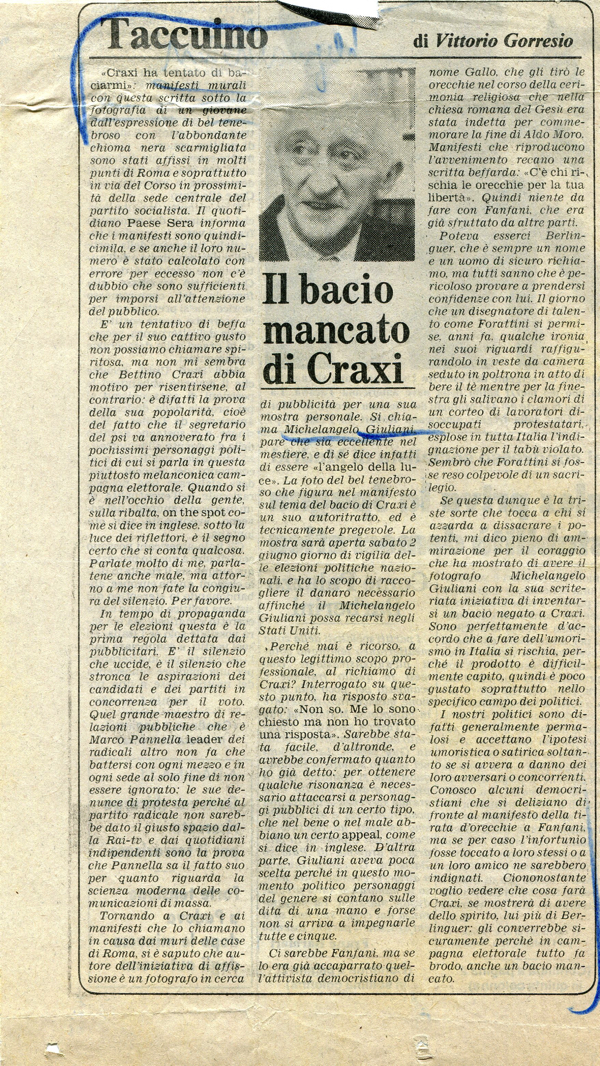 Taccuino
di Vittorio Gorresio
«Craxi ha tentato di ba-
ciarmi»: manifesti murali
con questa scritta sotto la
fotografia di un giovane
dall'espressione di bel tene-
broso con l'abbondante
chioma nera scarmigliata
sono stati affissi in molti
punti di Roma e soprattutto
in via del Corso in prossimi-
tà della sede centrale del
partito socialista. Il quoti-
diano Paese Sera informa
che i manifesti sono quindi-
cimila, e se anche il loro nu-
mero è stato calcolato con
errore per eccesso non c'è
dubbio che sono sufficienti
per imporsi all'attenzione
del pubblico.
E' un tentativo di beffa
che per il suo cattivo gusto
non possiamo chiamare spi-
ritosa, ma non mi sembra
che Bettino Craxi abbia
motivo per risentirsene, al
contrario: è difatti la prova
della sua popolarità, cioè
del fatto che il segretario
del psi va annoverato fra i
pochissimi personaggi poli-
tici di cui si parla in questa
piuttosto melanconica cam-
pagna elettorale. Quando si
è nell'occhio della gente,
sulla ribalta, on the spot co-
me si dice in inglese, sotto la
luce dei riflettori, è il segno
certo che si conta qualcosa.
Parlate molto di me, parla-
tene anche male, ma attor-
no a me non fate la congiu-
ra del silenzio. Per favore.
In tempo di propaganda
per le elezioni questa è la
prima regola dettata dai
pubblicitari. E' il silenzio
che uccide, è il silenzio che
stronca le aspirazioni dei
candidati e dei partiti in
concorrenza per il voto.
Quel grande maestro di re-
lazioni pubbliche che è
Marco Pannella leader dei
radicali altro non fa che
battersi con ogni mezzo e in
ogni sede al solo fine di non
essere ignorato: le sue de-
nunce di protesta perché al
partito radicale non sareb-
be dato il giusto spazio dal-
la Rai-tv e dai quotidiani
indipendenti sono la prova
che Pannella sa il fatto suo
per quanto riguarda la
scienza moderna delle co-
municazioni di massa.
Tornando a Craxi e ai
manifesti che lo chiamano
in causa dai muri delle case
di Roma, si è saputo che au-
tore dell'iniziativa di affis-
sione è un fotografo in cerca
Il bacio
mancato
di Craxi
di pubblicità per una sua
mostra personale. Si chia-
ma Michelangelo Giuliani,
pare che sia eccellente nel
mestiere, e di sé dice infatti
di essere «l'angelo della lu-
ce». La foto del bel tenebro-
so che figura nel manifesto
sul tema del bacio di Craxi è
un suo autoritratto, ed è
tecnicamente pregevole. La
mostra sarà aperta sabato 2
giugno giorno di vigilia del-
le elezioni politiche nazio-
nali, e ha lo scopo di racco-
gliere il danaro necessario
affinché il Michelangelo
Giuliani possa recarsi negli
Stati Uniti.
Perché mai è ricorso, a
questo legittimo scopo pro-
fessionale, al richiamo di
Craxi? Interrogato su que-
sto punto, ha risposto sva-
gato: «Non so. Me lo sono
chiesto ma non ho trovato
una risposta». Sarebbe sta-
ta facile, d'altronde, e
avrebbe confermato quanto
ho già detto: per ottenere
qualche risonanza è neces-
sario attaccarsi a personag-
gi pubblici di un certo tipo,
che nel bene o nel male ab-
biano un certo appeal, come
si dice in inglese. D'altra
parte, Giuliani aveva poca
scelta perché in questo mo-
mento politico personaggi
del genere si contano sulle
dita di una mano e forse
non si arriva a impegnarle
tutte e cinque.
Ci sarebbe Fanfani, ma se
lo era già accaparrato quel-
l'attivista democristiano di
nome Gallo, che gli tirò le
orecchie nel corso della ceri-
monia religiosa che nella
chiesa romana del Gesù era
stata indetta per comme-
morare la fine di Aldo Moro.
Manifesti che riproducono
l'avvenimento recano una
scritta beffarda: «C'è chi ri-
schia le orecchie per la tua
libertà». Quindi niente da
fare con Fanfani, che era
già sfruttato da altre parti.
Poteva esserci Berlin-
guer, che è sempre un nome
e un uomo di sicuro richia-
mo, ma tutti sanno che è pe-
ricoloso provare a prendersi
confidenze con lui. Il giorno
che un disegnatore di talen-
to come Forattini si permi-
se, anni fa, qualche ironia
nei suoi riguardi raffigu-
randolo in veste da camera
seduto in poltrona in atto di
bere il tè mentre per la fine-
stra gli salivano i clamori di
un corteo di lavoratori di-
soccupati protestatari,
esplose in tutta Italia l'indi-
gnazione per il tabù violato.
Sembrò che Forattini si fos-
se reso colpevole di un sacri-
legio.
Se questa dunque è la tri-
ste sorte che tocca a chi si
azzarda a dissacrare i po-
tenti, mi dico pieno di am-
mirazione per il coraggio
che ha mostrato di avere il
fotografo Michelangelo
Giuliani con la sua scrite-
riata iniziativa di inventar-
si un bacio negato a Craxi.
Sono perfettamente d'ac-
cordo che a fare dell'umori-
smo in Italia si rischia, per-
ché il prodotto è difficil-
mente capito, quindi è poco
gustato soprattutto nello
specifico campo dei politici.
I nostri politici sono di-
fatti generalmente perma-
losi e accettano l'ipotesi
umoristica o satirica soltan-
to se si avvera a danno dei
loro avversari o concorrenti.
Conosco alcuni democri-
stiani che si deliziano di
fronte al manifesto della ti-
rata d'orecchie a Fanfani,
ma se per caso l'infortunio
fosse toccato a loro stessi o a
un loro amico ne sarebbero
indignati. Ciononostante
voglio vedere che cosa farà
Craxi, se mostrerà di avere
dello spirito, lui più di Ber-
linguer: gli converrebbe si-
curamente perché in cam-
pagna elettorale tutto fa
brodo, anche un bacio man-
cato.